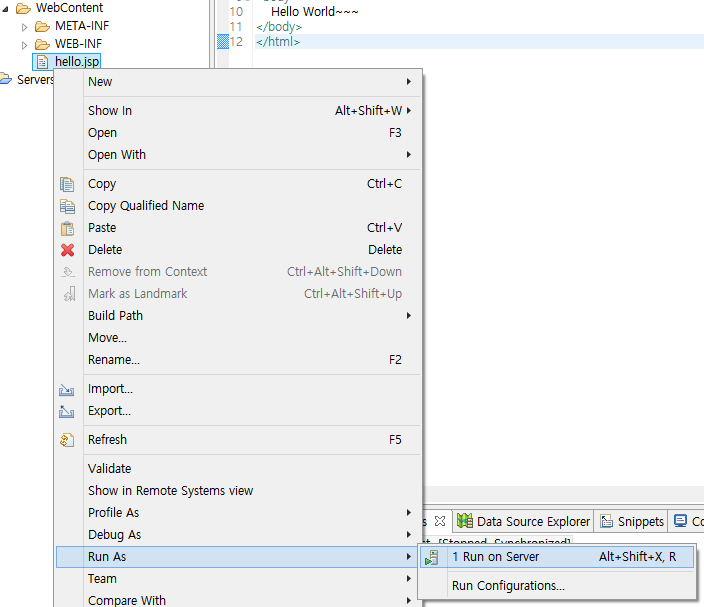 WebContent
META-INF
WEB-INF
hello.jsp
Servers
10 Hello World~~~
11 </body>
12 </html>
New
Show In Alt+Shift+W
Open F3
Open With
Copy Ctrl+C
Copy Qualified Name
Paste Ctrl+V
Delete Delete
Remove from Context Ctrl+Alt+Shift+Down
Mark as Landmark Ctrl+Alt+Shift+Up
Build Path
Move...
Rename... F2
Import...
Export...
Refresh F5
Validate
Show in Remote Systems view
Profile As
Debug As
Run As
Team
Compare With
Data Source Explorer Snippets
[Stopped, Synchronized]
1 Run on Server Alt+Shift+X, R
Run Configurations...